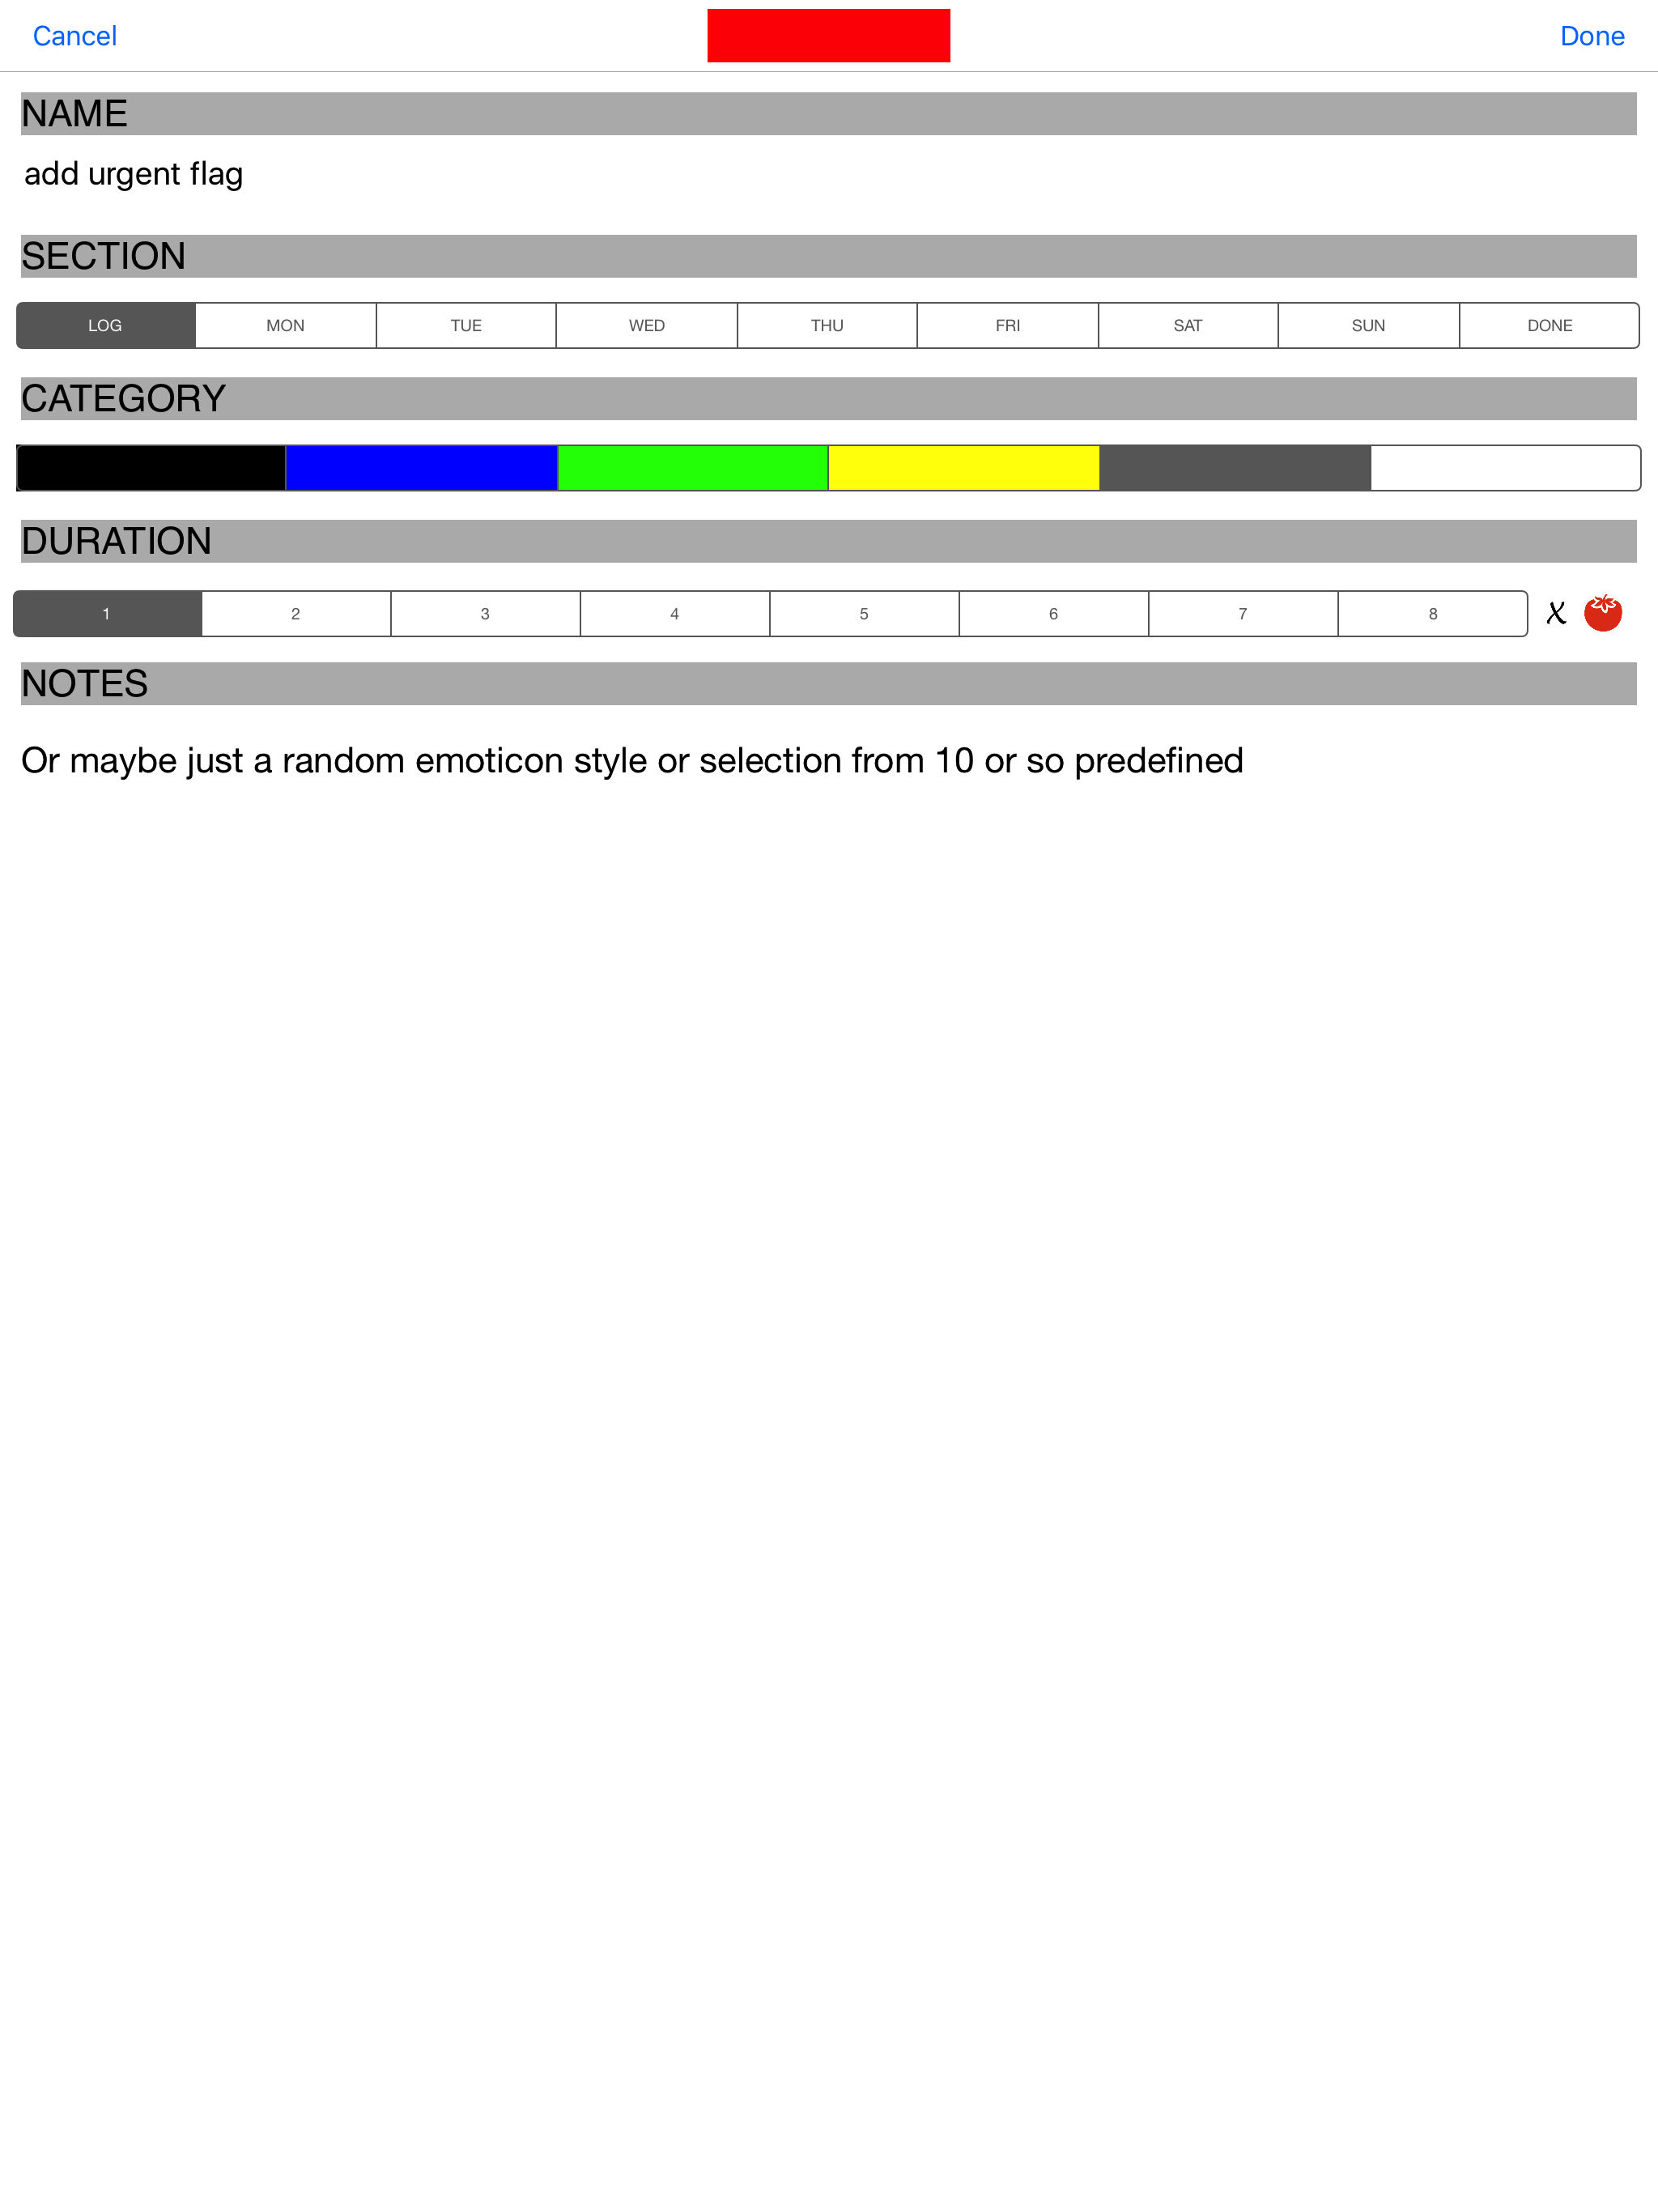 Cancel Done
NAME
add urgent flag
SECTION
LOG MON TUE WED THU FRI SAT SUN DONE
CATEGORY
DURATION
1 2 3 4 5 6 7 8 x
NOTES
Or maybe just a random emoticon style or selection from 10 or so predefined